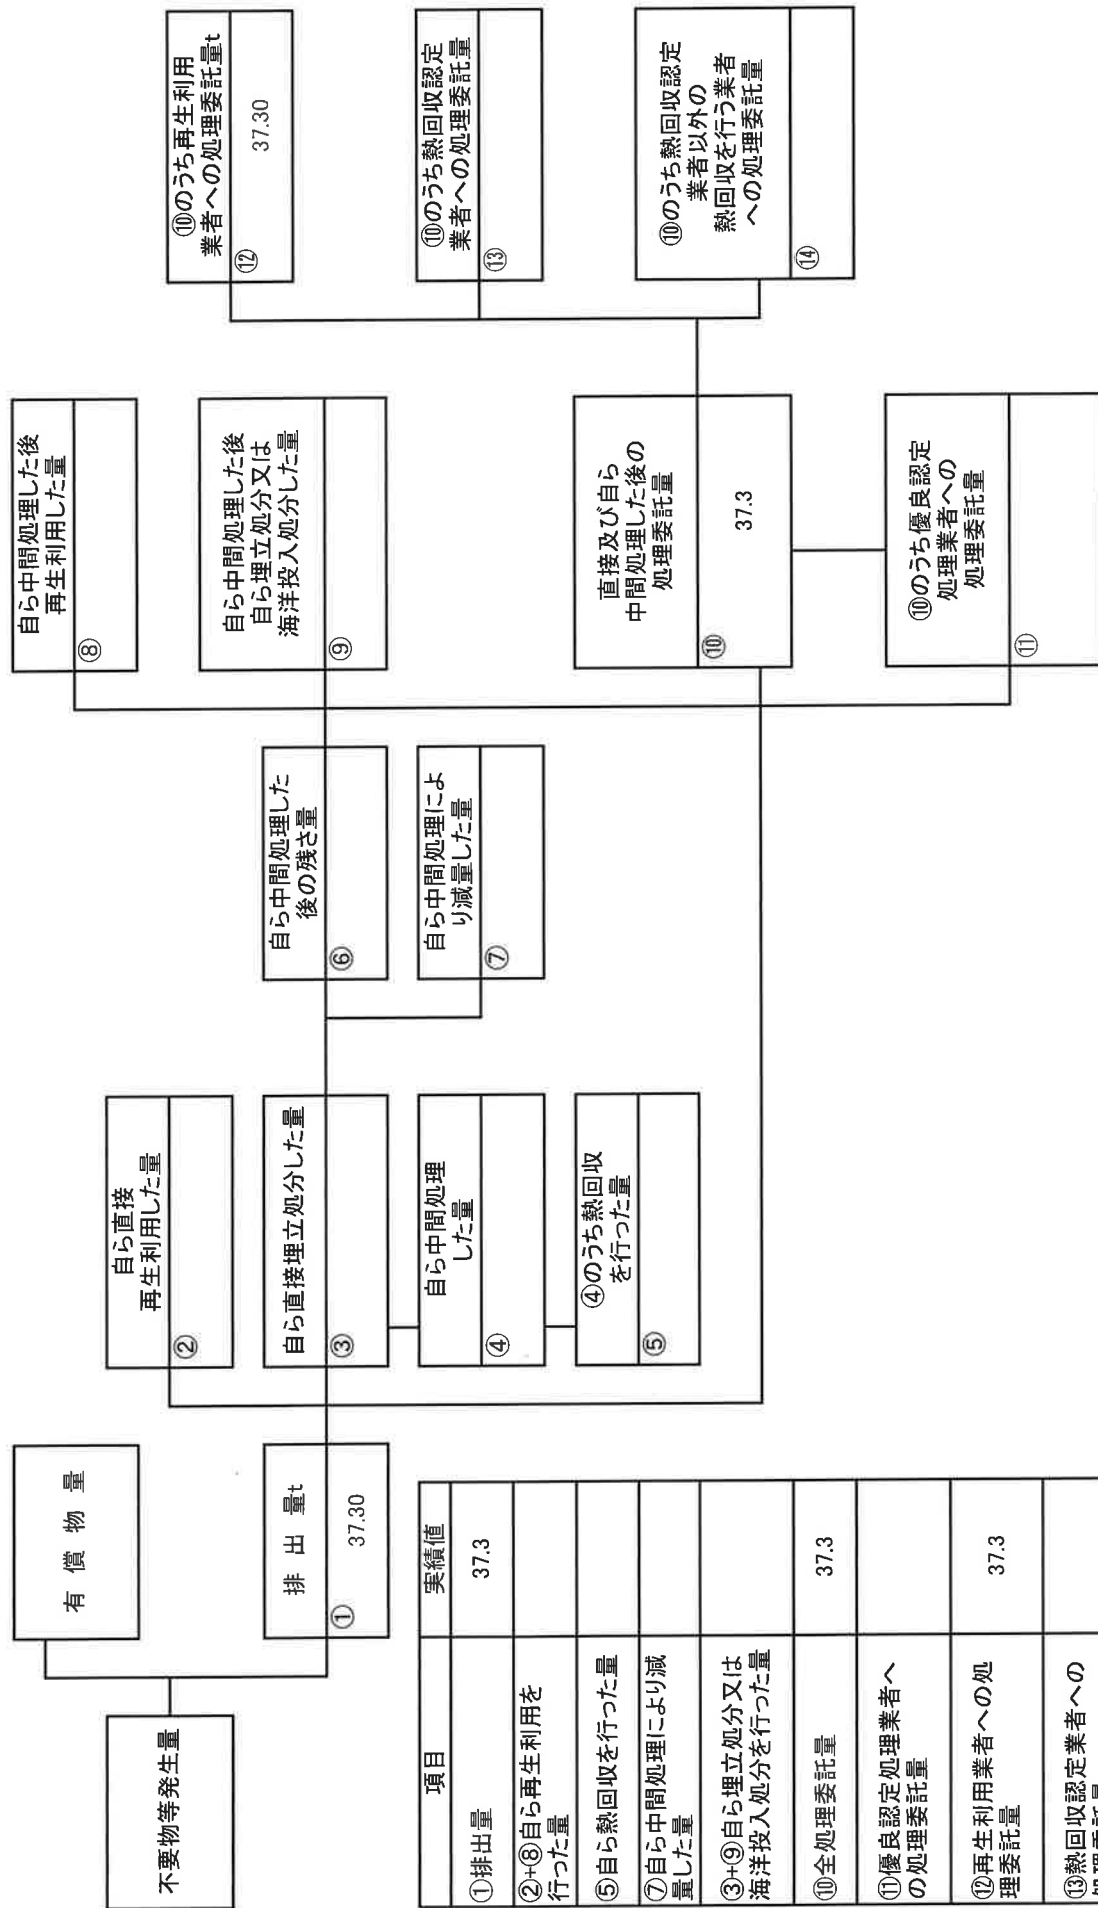 不要物等発生量
有償物量
排出量t
①
37.30
自ら直接
再生利用した量
②
自ら直接埋立処分した量
③
自ら中間処理
した量
④
④のうち熱回収
を行った量
⑤
自ら中間処理した
後の残さ量
⑥
自ら中間処理によ
り減量した量
⑦
自ら中間処理した後
再生利用した量
⑧
自ら中間処理した後
自ら埋立処分又は
海洋投入処分した量
⑨
直接及び自ら
中間処理した後の
処理委託量
⑩
37.3
⑩のうち優良認定
処理業者への
処理委託量
⑪
⑩のうち再生利用
業者への処理委託量t
⑫
37.30
⑩のうち熱回収認定
業者への処理委託量
⑬
⑩のうち熱回収認定
業者以外の
熱回収を行う業者
への処理委託量
⑭
項目 実績値
①排出量 37.3
②+⑧自ら再生利用を
行った量
⑤自ら熱回収を行った量
⑦自ら中間処理により減
量した量
③+⑨自ら埋立処分又は
海洋投入処分を行った量
⑩全処理委託量 37.3
⑪優良認定処理業者へ
の処理委託量
⑫再生利用業者への処
理委託量 37.3
⑬熱回収認定業者への